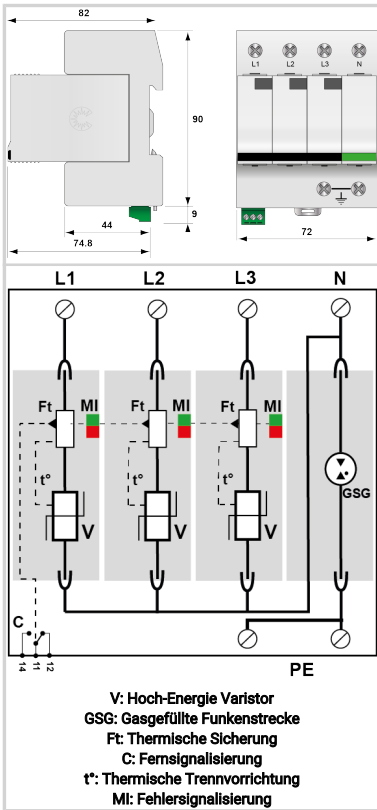 82
L1 L2 L3 N
90
9
44
74.8
72
L1 L2 L3 N
Ft MI Ft MI Ft MI
t° t° t°
GSG
V V V
C
14 11 12
PE
V: Hoch-Energie Varistor
GSG: Gasgefüllte Funkenstrecke
Ft: Thermische Sicherung
C: Fernsignalisierung
t°: Thermische Trennvorrichtung
MI: Fehlersignalisierung